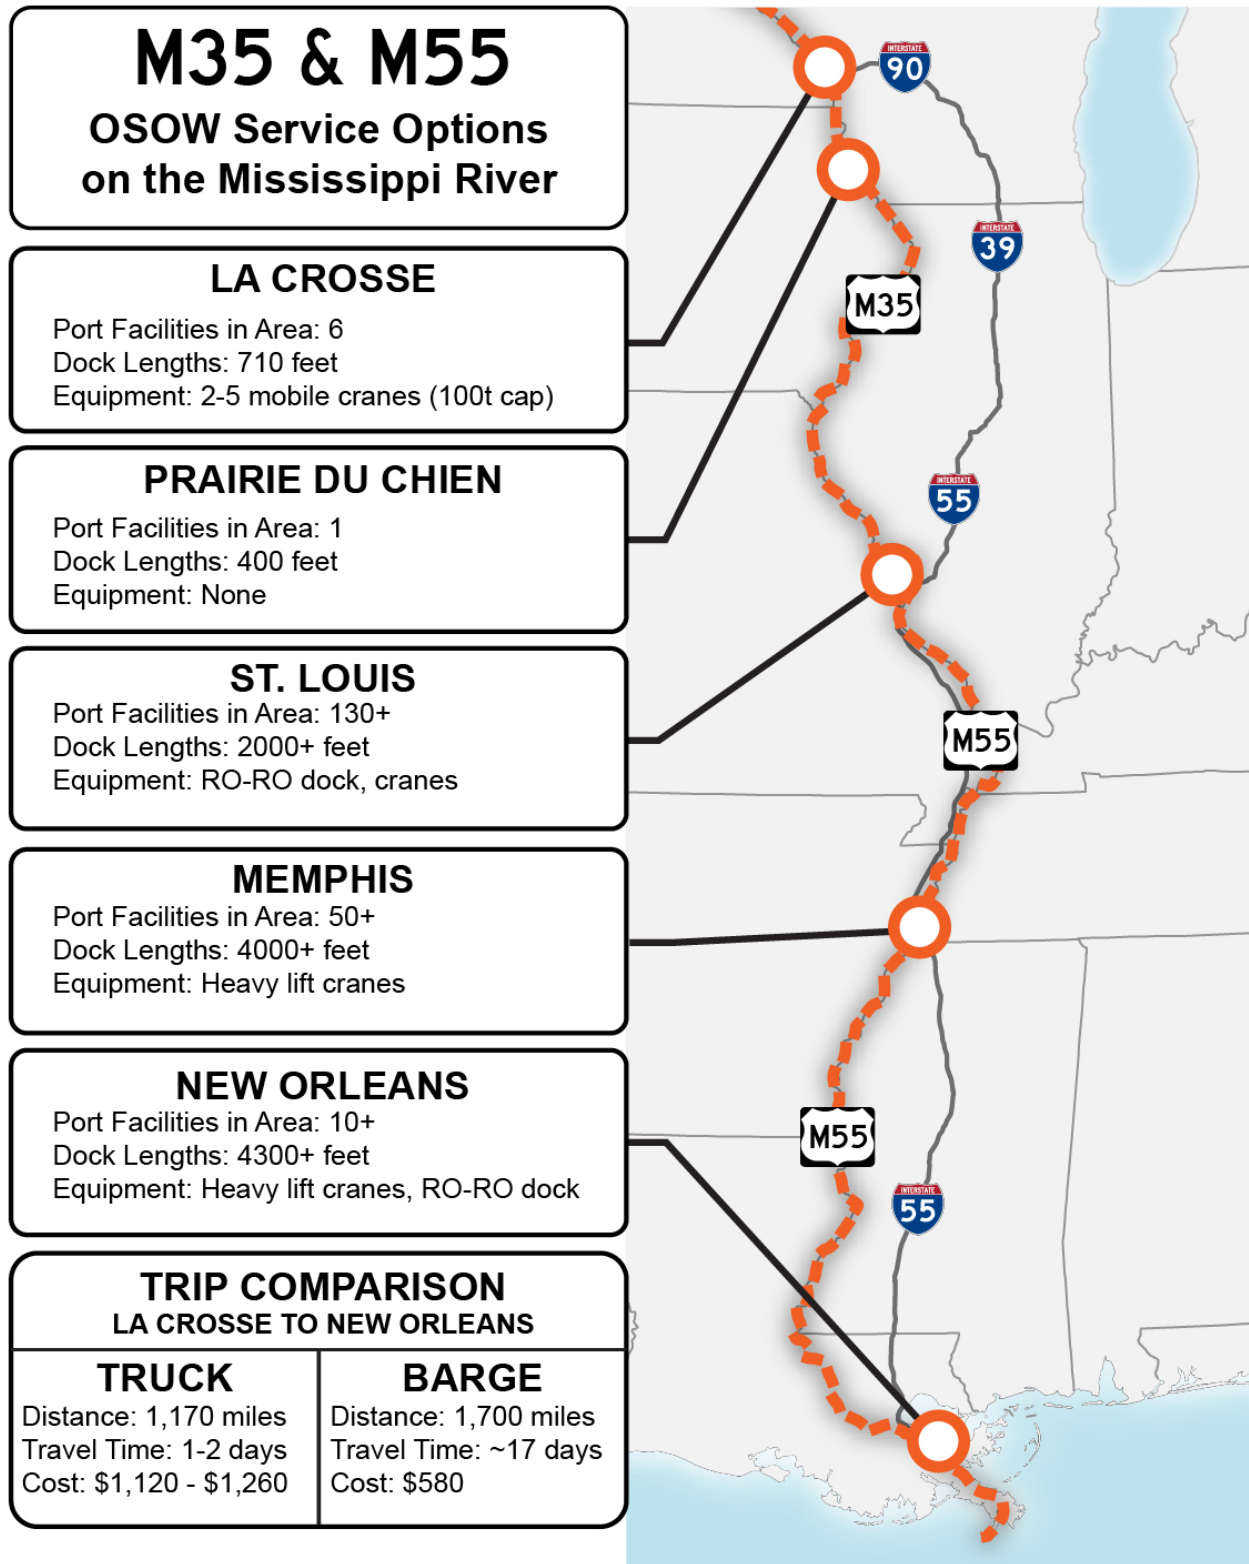 M35 & M55
OSOW Service Options
on the Mississippi River
LA CROSSE
Port Facilities in Area: 6
Dock Lengths: 710 feet
Equipment: 2-5 mobile cranes (100t cap)
PRAIRIE DU CHIEN
Port Facilities in Area: 1
Dock Lengths: 400 feet
Equipment: None
ST. LOUIS
Port Facilities in Area: 130+
Dock Lengths: 2000+ feet
Equipment: RO-RO dock, cranes
MEMPHIS
Port Facilities in Area: 50+
Dock Lengths: 4000+ feet
Equipment: Heavy lift cranes
NEW ORLEANS
Port Facilities in Area: 10+
Dock Lengths: 4300+ feet
Equipment: Heavy lift cranes, RO-RO dock
TRIP COMPARISON
LA CROSSE TO NEW ORLEANS
TRUCK
Distance: 1,170 miles
Travel Time: 1-2 days
Cost: $1,120 - $1,260
BARGE
Distance: 1,700 miles
Travel Time: ~17 days
Cost: $580
INTERSTATE
90
INTERSTATE
39
M35
INTERSTATE
55
M55
M55
INTERSTATE
55